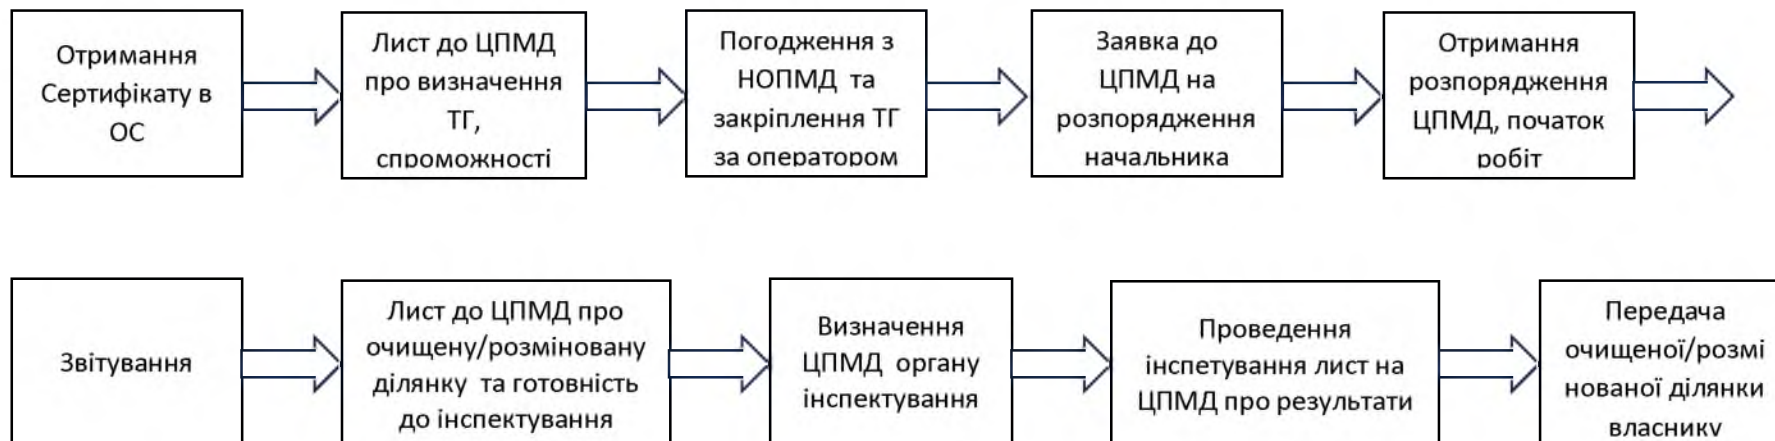 Отримання
Сертифікату в
ОС
Лист до ЦПМД
про визначення
ТГ,
спроможності
Погодження з
НОПМД та
закріплення ТГ
за оператором
Заявка до
ЦПМД на
розпорядження
начальника
Отримання
розпорядження
ЦПМД, початок
робіт
Звітування
Лист до ЦПМД про
очищену/розміновану
ділянку та готовність
до інспектування
Визначення
ЦПМД органу
інспектування
Проведення
інспетування лист на
ЦПМД про результати
Передача
очищеної/розмі
нованої ділянки
власнику